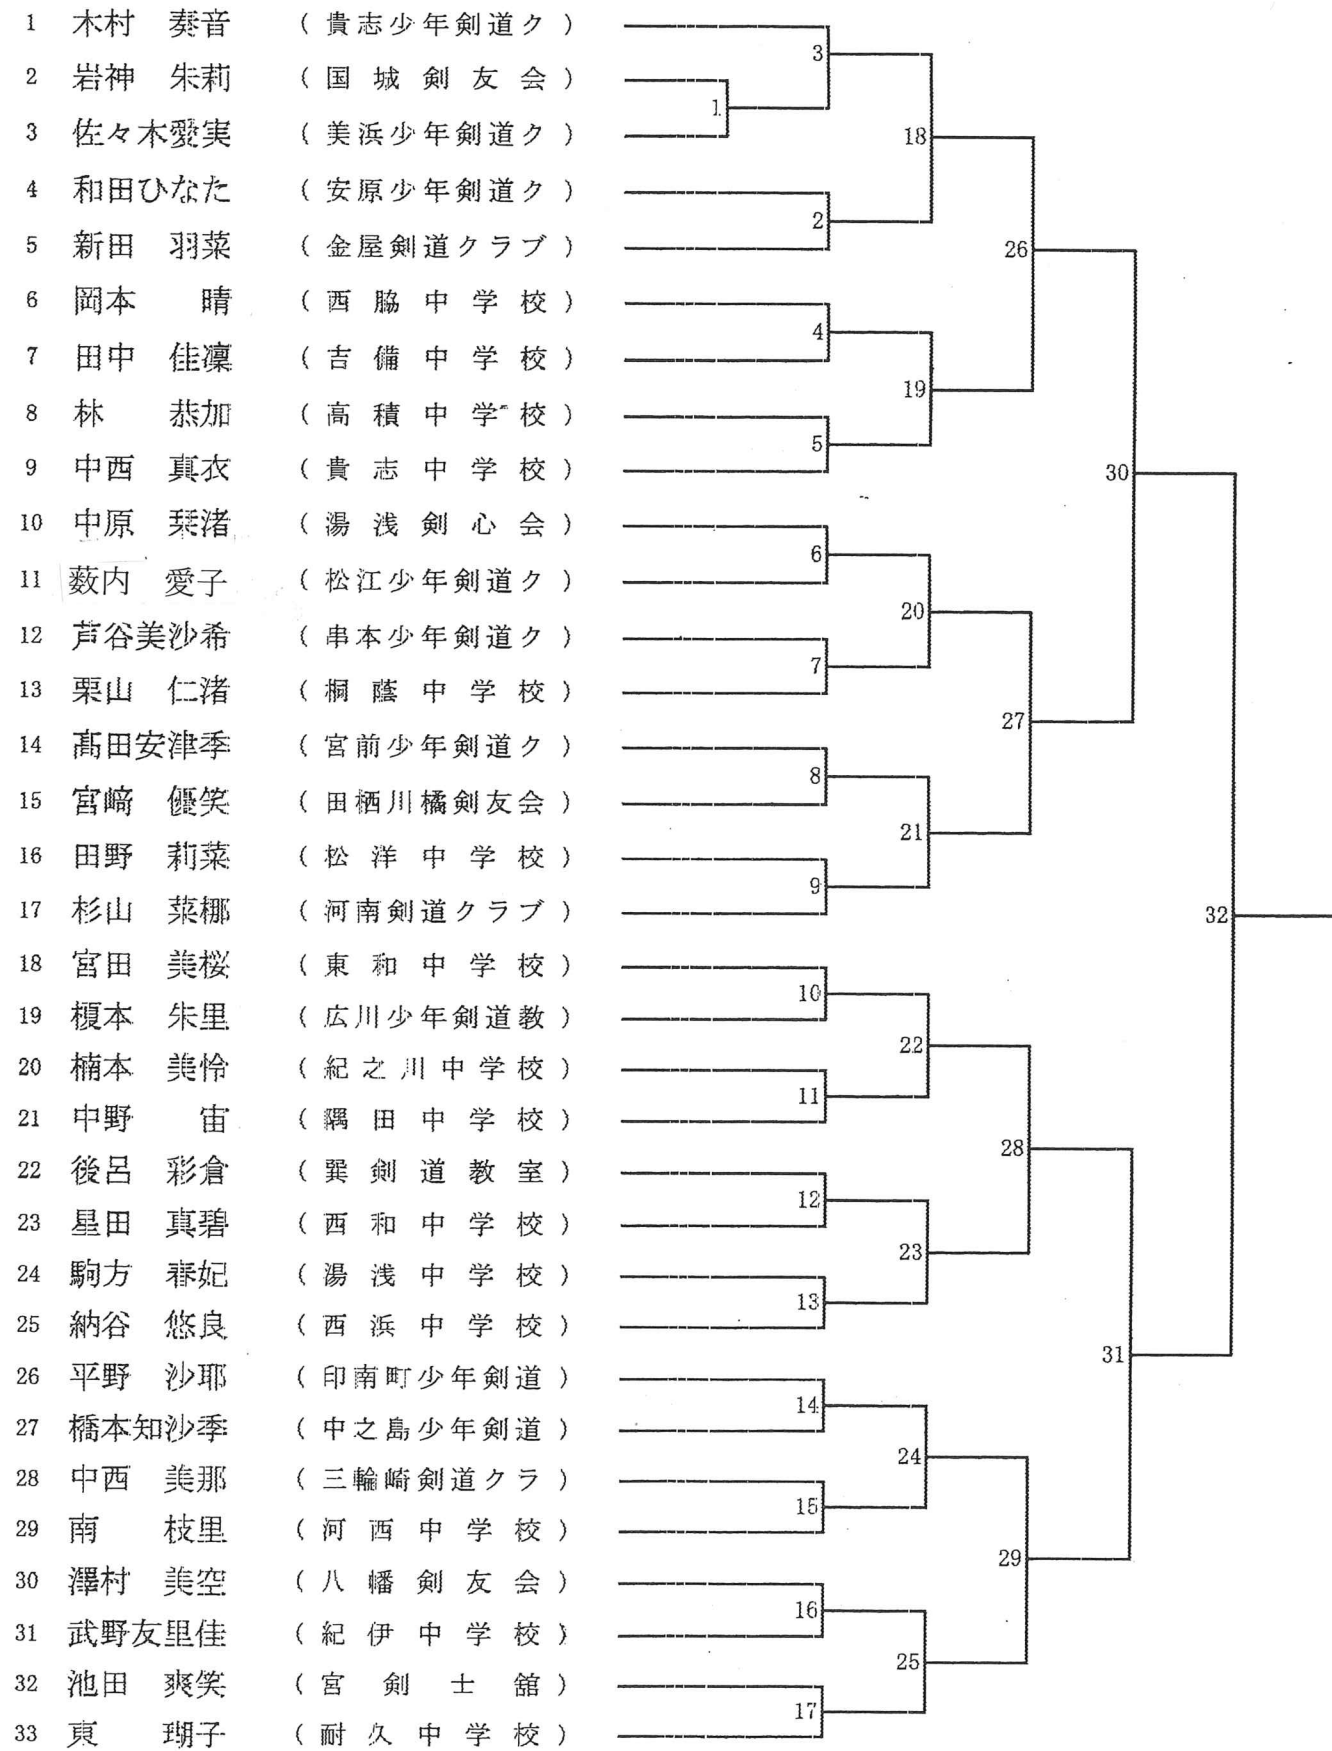 1 木村 奏音 (貴志少年剣道ク)
3
2 岩神 朱莉 (国城剣友会)
1
3 佐々木愛実 (美浜少年剣道ク)
18
4 和田ひなた (安原少年剣道ク)
2
5 新田 羽菜 (金屋剣道クラブ)
26
6 岡本 晴 (西脇中学校)
4
7 田中 佳凜 (吉備中学校)
19
8 林 恭加 (高積中学校)
5
9 中西 真衣 (貴志中学校)
30
10 中原 栞渚 (湯浅剣心会)
6
11 薮内 愛子 (松江少年剣道ク)
20
12 芦谷美沙希 (串本少年剣道ク)
7
13 栗山 仁渚 (桐蔭中学校)
27
14 髙田安津季 (宮前少年剣道ク)
8
15 宮﨑 優笑 (田栖川橘剣友会)
21
16 田野 莉菜 (松洋中学校)
9
17 杉山 菜梛 (河南剣道クラブ)
32
18 宮田 美桜 (東和中学校)
10
19 榎本 朱里 (広川少年剣道教)
22
20 楠本 美怜 (紀之川中学校)
11
21 中野 宙 (隅田中学校)
28
22 後呂 彩倉 (巽剣道教室)
12
23 星田 真碧 (西和中学校)
23
24 駒方 春妃 (湯浅中学校)
13
25 納谷 悠良 (西浜中学校)
31
26 平野 沙耶 (印南町少年剣道)
14
27 橋本知沙季 (中之島少年剣道)
24
28 中西 美那 (三輪崎剣道クラ)
15
29 南 枝里 (河西中学校)
29
30 澤村 美空 (八幡剣友会)
16
31 武野友里佳 (紀伊中学校)
25
32 池田 爽笑 (宮剣士舘)
17
33 東 瑚子 (耐久中学校)